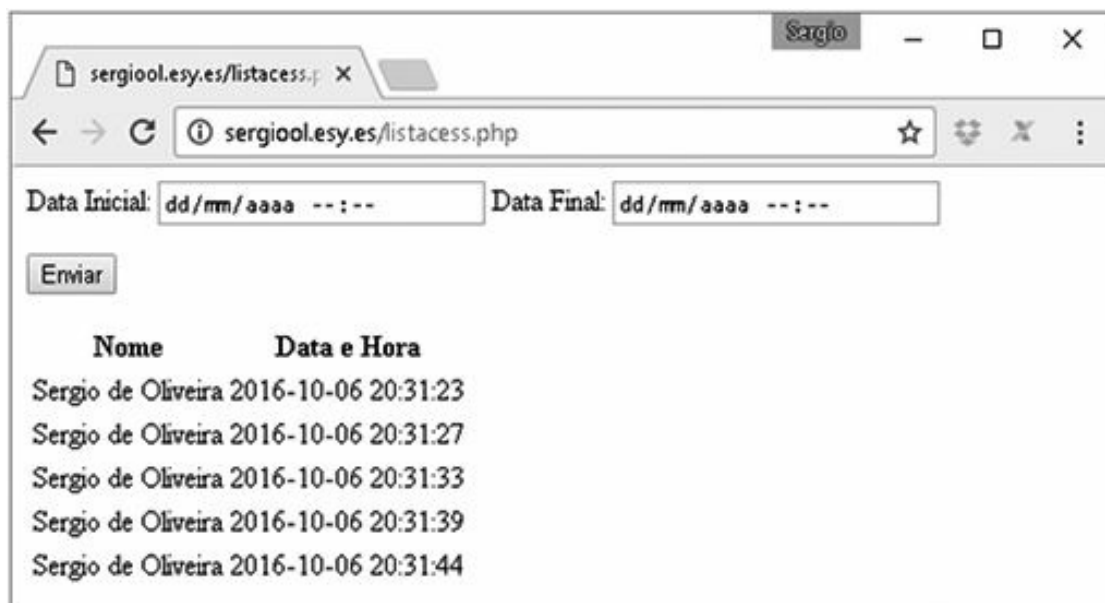 Sergio
sergiool.esy.es/listacess.p
sergiool.esy.es/listacess.php
Data Inicial: dd/mm/aaaa --:-- Data Final: dd/mm/aaaa --:--
Enviar
Nome Data e Hora
Sergio de Oliveira 2016-10-06 20:31:23
Sergio de Oliveira 2016-10-06 20:31:27
Sergio de Oliveira 2016-10-06 20:31:33
Sergio de Oliveira 2016-10-06 20:31:39
Sergio de Oliveira 2016-10-06 20:31:44